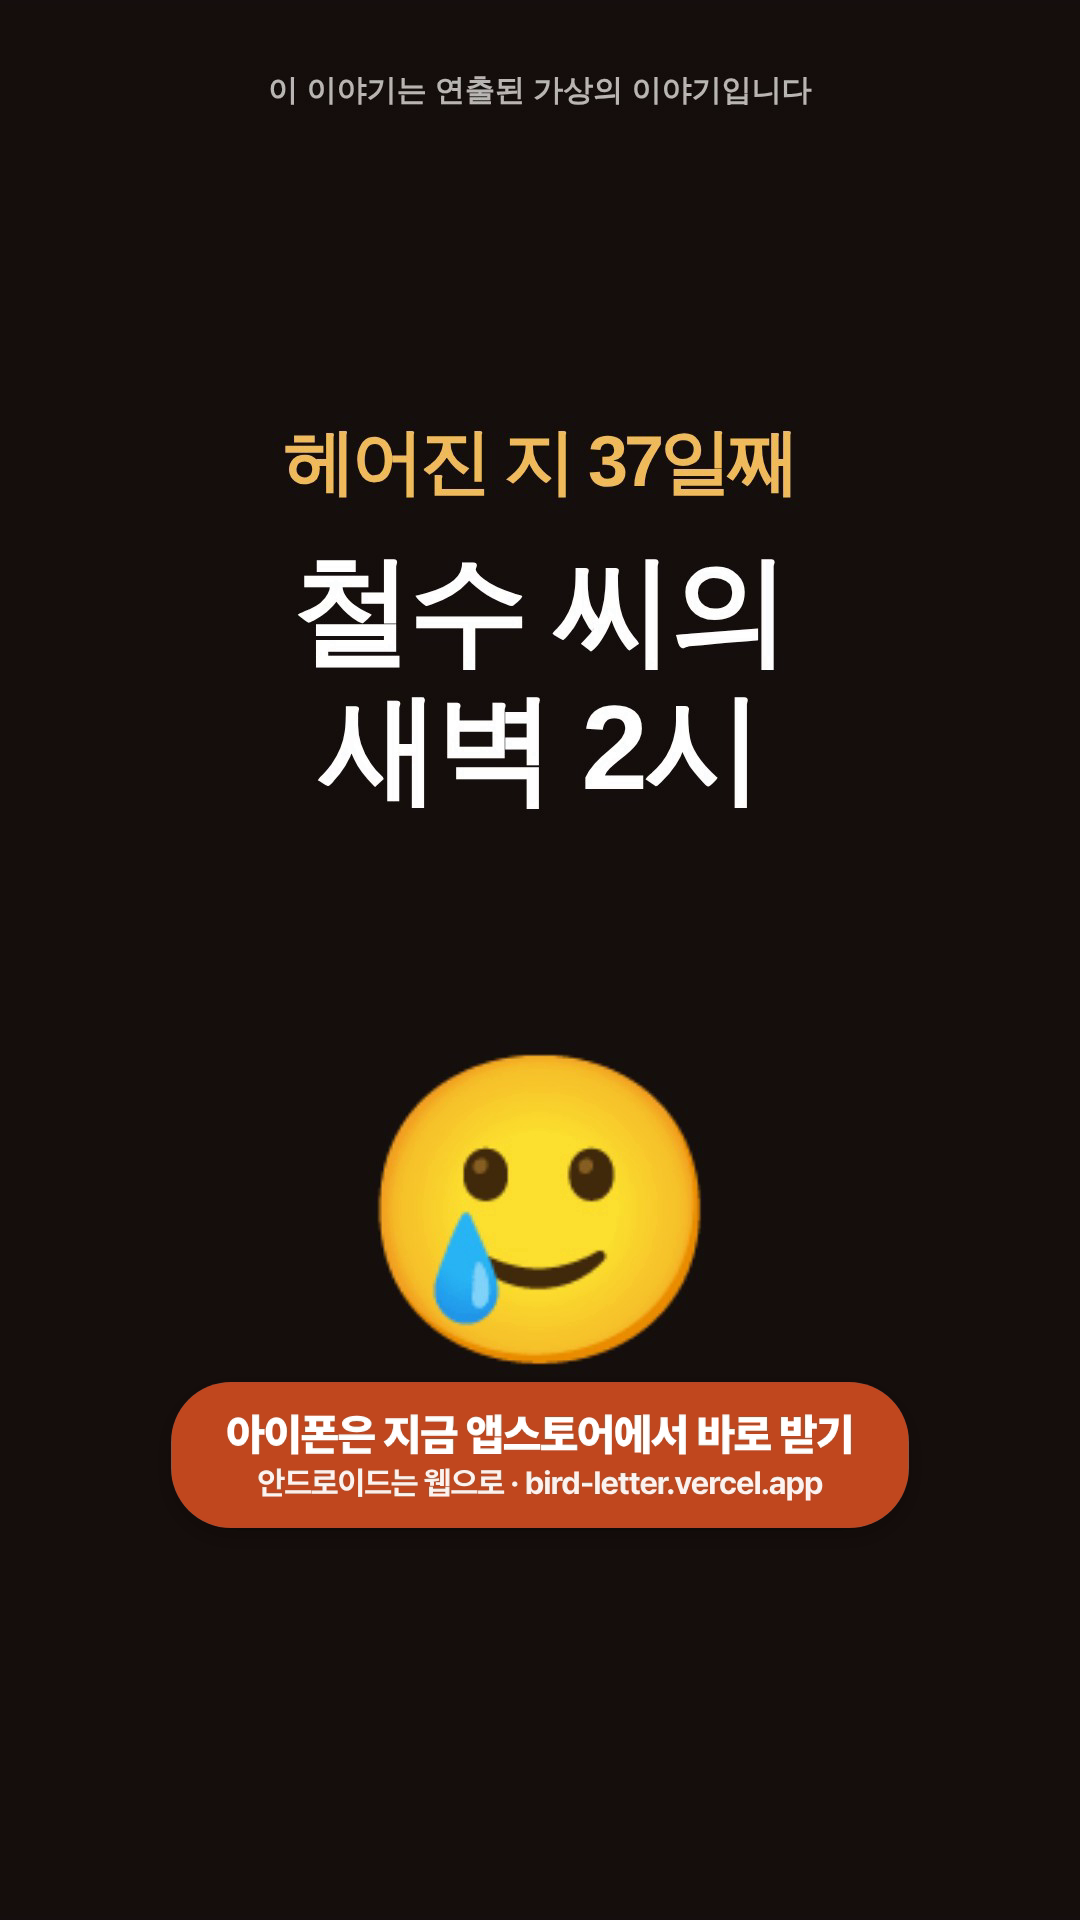 이 이야기는 연출된 가상의 이야기입니다
헤어진 지 37일째
철수 씨의
새벽 2시
아이폰은 지금 앱스토어에서 바로 받기
안드로이드는 웹으로 · bird-letter.vercel.app